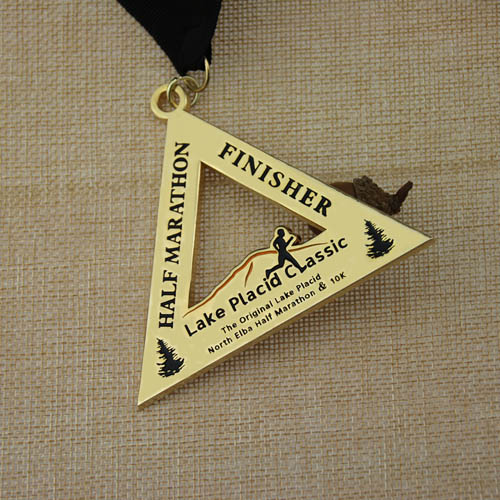 HALF MARATHON
FINISHER
Lake Placid Classic
The Original Lake Placid
North Elba Half Marathon & 10K